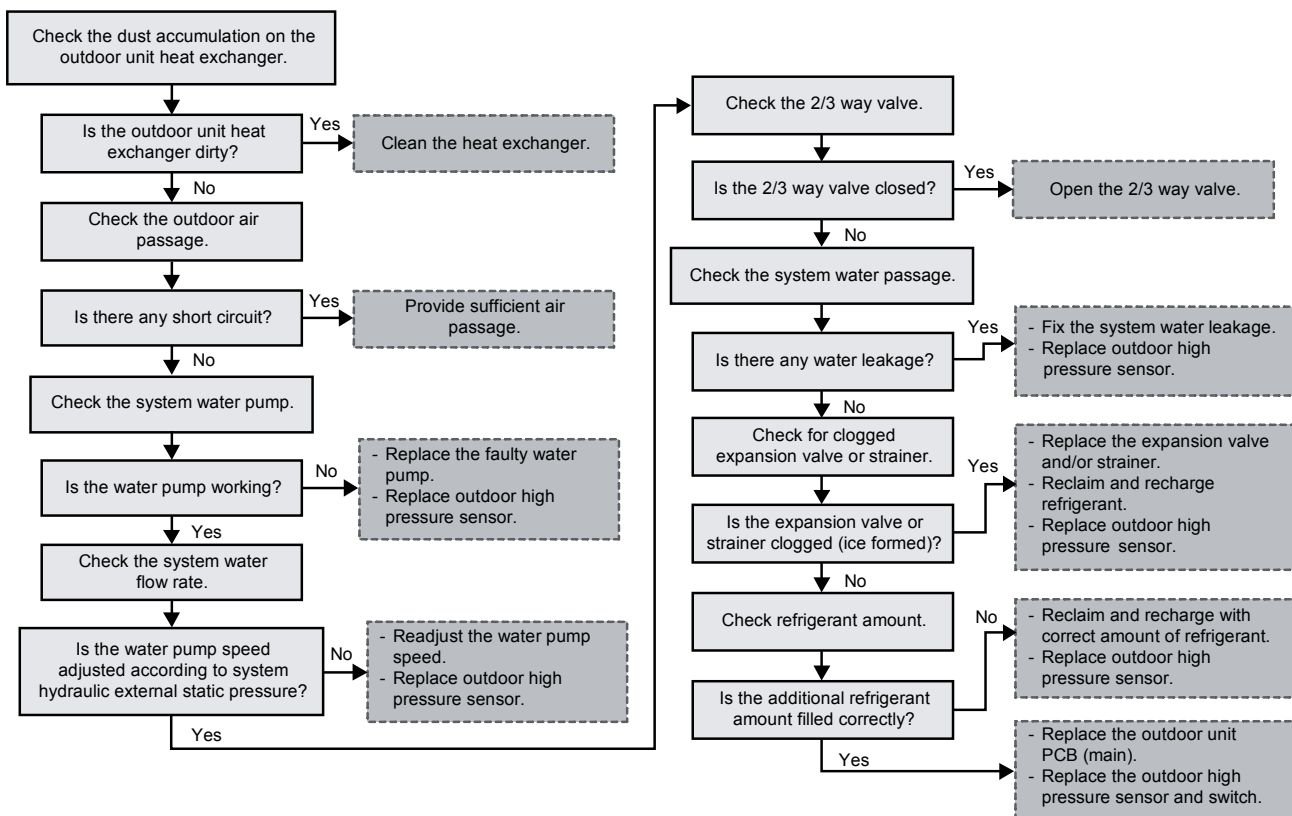 Check the dust accumulation on the
outdoor unit heat exchanger.
Is the outdoor unit heat
exchanger dirty?
Yes
Clean the heat exchanger.
No
Check the outdoor air
passage.
Is there any short circuit?
Yes
Provide sufficient air
passage.
No
Check the system water pump.
Is the water pump working?
No
- Replace the faulty water
pump.
- Replace outdoor high
pressure sensor.
Yes
Check the system water
flow rate.
Is the water pump speed
adjusted according to system
hydraulic external static pressure?
No
- Readjust the water pump
speed.
- Replace outdoor high
pressure sensor.
Yes
Check the 2/3 way valve.
Is the 2/3 way valve closed?
Yes
Open the 2/3 way valve.
No
Check the system water passage.
Is there any water leakage?
Yes
- Fix the system water leakage.
- Replace outdoor high
pressure sensor.
No
Check for clogged
expansion valve or strainer.
Is the expansion valve or
strainer clogged (ice formed)?
Yes
- Replace the expansion valve
and/or strainer.
- Reclaim and recharge
refrigerant.
- Replace outdoor high
pressure sensor.
No
Check refrigerant amount.
Is the additional refrigerant
amount filled correctly?
No
- Reclaim and recharge with
correct amount of refrigerant.
- Replace outdoor high
pressure sensor.
Yes
- Replace the outdoor unit
PCB (main).
- Replace the outdoor high
pressure sensor and switch.